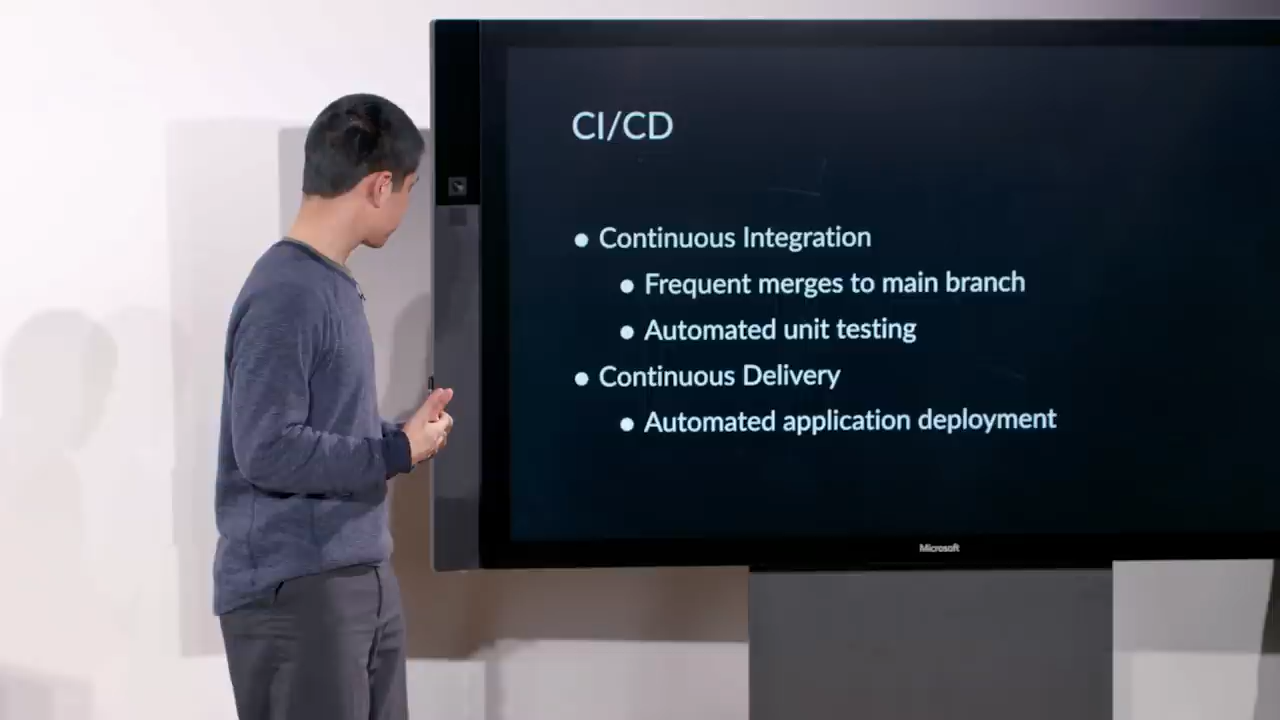 CI/CD
● Continuous Integration
● Frequent merges to main branch
● Automated unit testing
● Continuous Delivery
● Automated application deployment
Microsoft